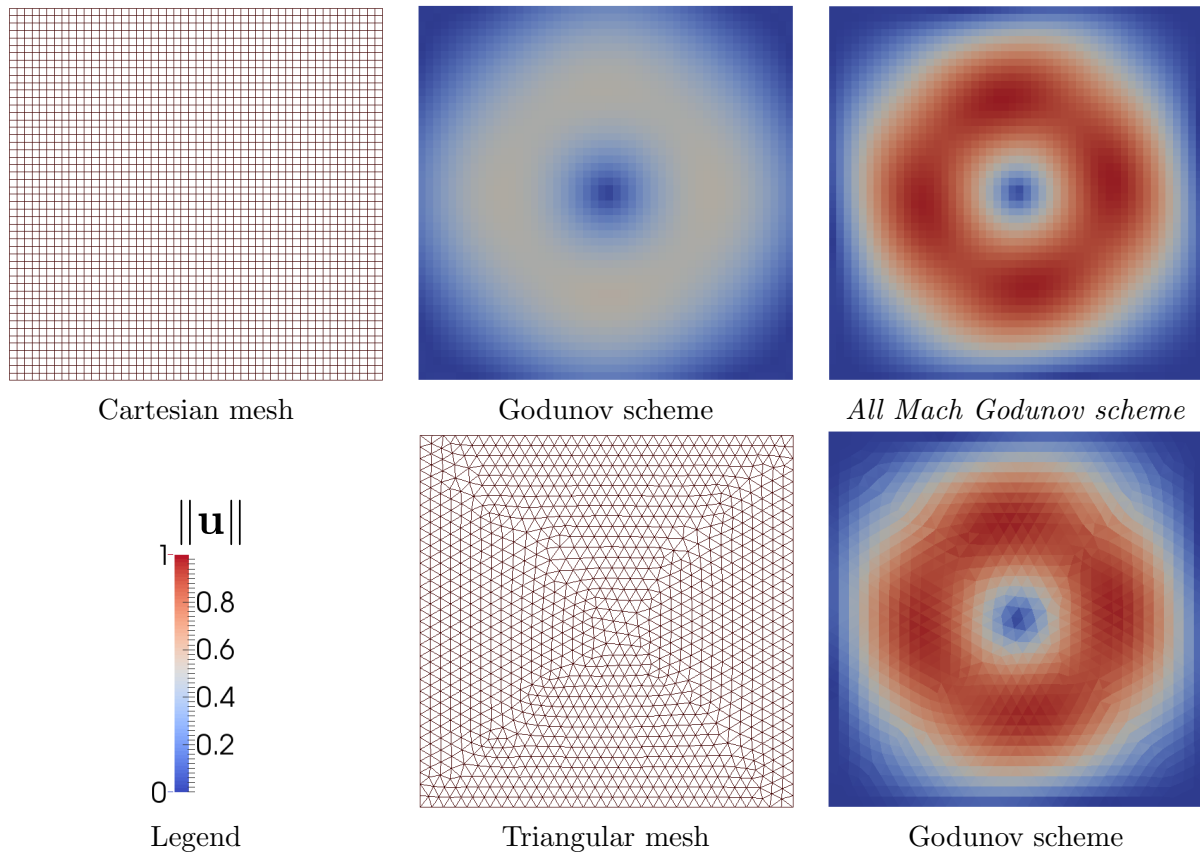 Cartesian mesh
Godunov scheme
All Mach Godunov scheme
||u||
1
0.8
0.6
0.4
0.2
0
Legend
Triangular mesh
Godunov scheme